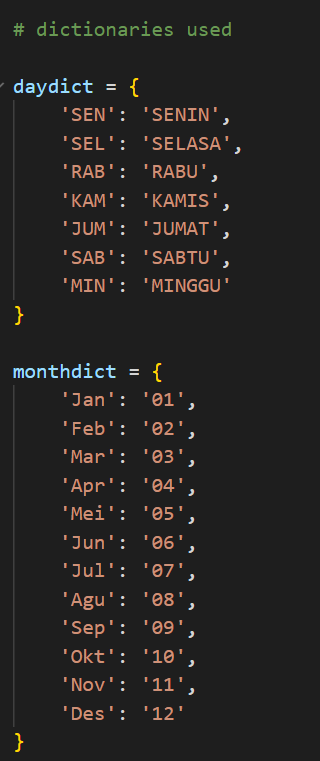 # dictionaries used
daydict = {
    'SEN': 'SENIN',
    'SEL': 'SELASA',
    'RAB': 'RABU',
    'KAM': 'KAMIS',
    'JUM': 'JUMAT',
    'SAB': 'SABTU',
    'MIN': 'MINGGU'
}
monthdict = {
    'Jan': '01',
    'Feb': '02',
    'Mar': '03',
    'Apr': '04',
    'Mei': '05',
    'Jun': '06',
    'Jul': '07',
    'Agu': '08',
    'Sep': '09',
    'Okt': '10',
    'Nov': '11',
    'Des': '12'
}